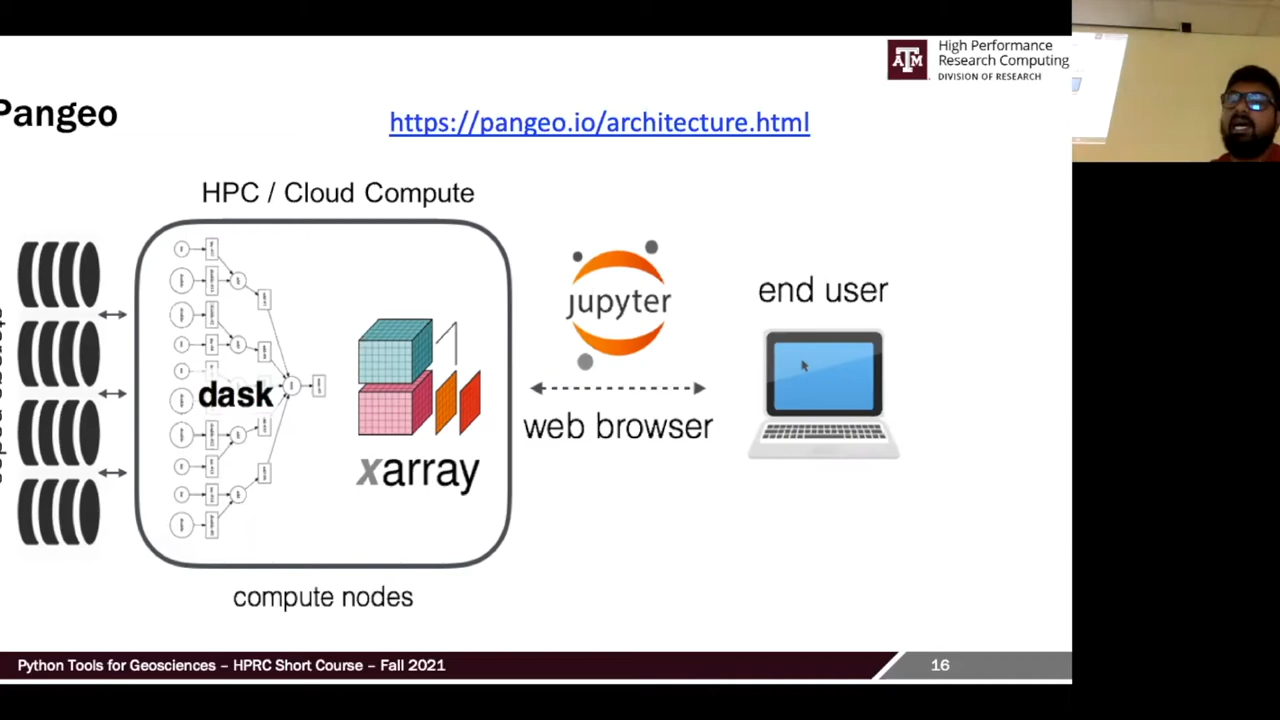 High Performance
Research Computing
DIVISION OF RESEARCH
Pangeo
https://pangeo.io/architecture.html
HPC / Cloud Compute
dask
xarray
jupyter
web browser
end user
compute nodes
Python Tools for Geosciences – HPRC Short Course – Fall 2021
16